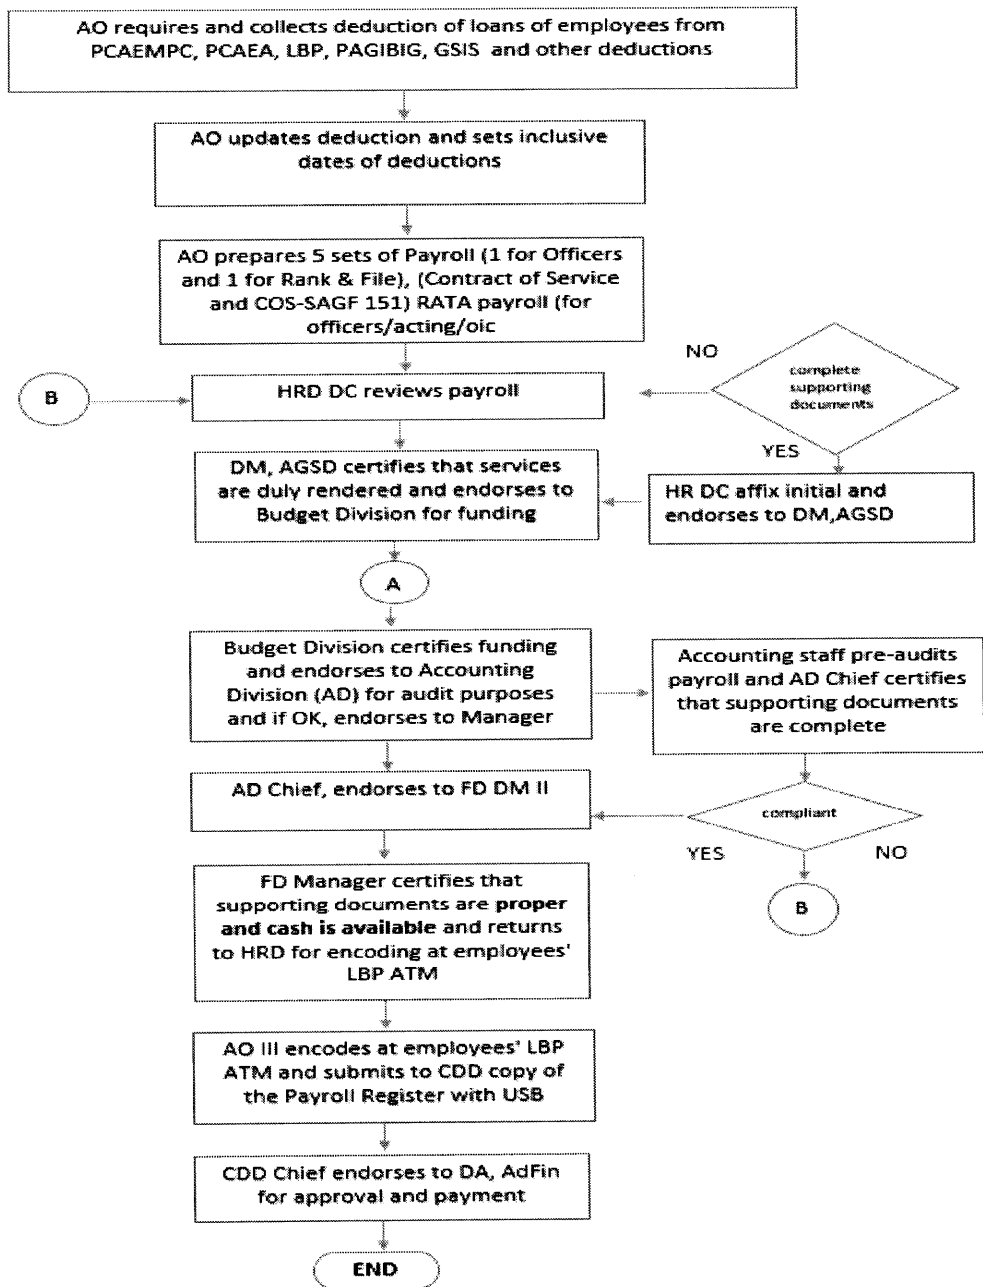 AO requires and collects deduction of loans of employees from
PCAEMPC, PCAEA, LBP, PAGIBIG, GSIS and other deductions
AO updates deduction and sets inclusive
dates of deductions
AO prepares 5 sets of Payroll (1 for Officers
and 1 for Rank & File), (Contract of Service
and COS-SAGF 151) RATA payroll (for
officers/acting/oic
NO
complete
supporting
documents
B
HRD DC reviews payroll
YES
DM, AGSD certifies that services
are duly rendered and endorses to
Budget Division for funding
HR DC affix initial and
endorses to DM,AGSD
A
Budget Division certifies funding
and endorses to Accounting
Division (AD) for audit purposes
and if OK, endorses to Manager
Accounting staff pre-audits
payroll and AD Chief certifies
that supporting documents
are complete
AD Chief, endorses to FD DM II
compliant
YES
NO
B
FD Manager certifies that
supporting documents are proper
and cash is available and returns
to HRD for encoding at employees'
LBP ATM
AO III encodes at employees' LBP
ATM and submits to CDD copy of
the Payroll Register with USB
CDD Chief endorses to DA, AdFin
for approval and payment
END